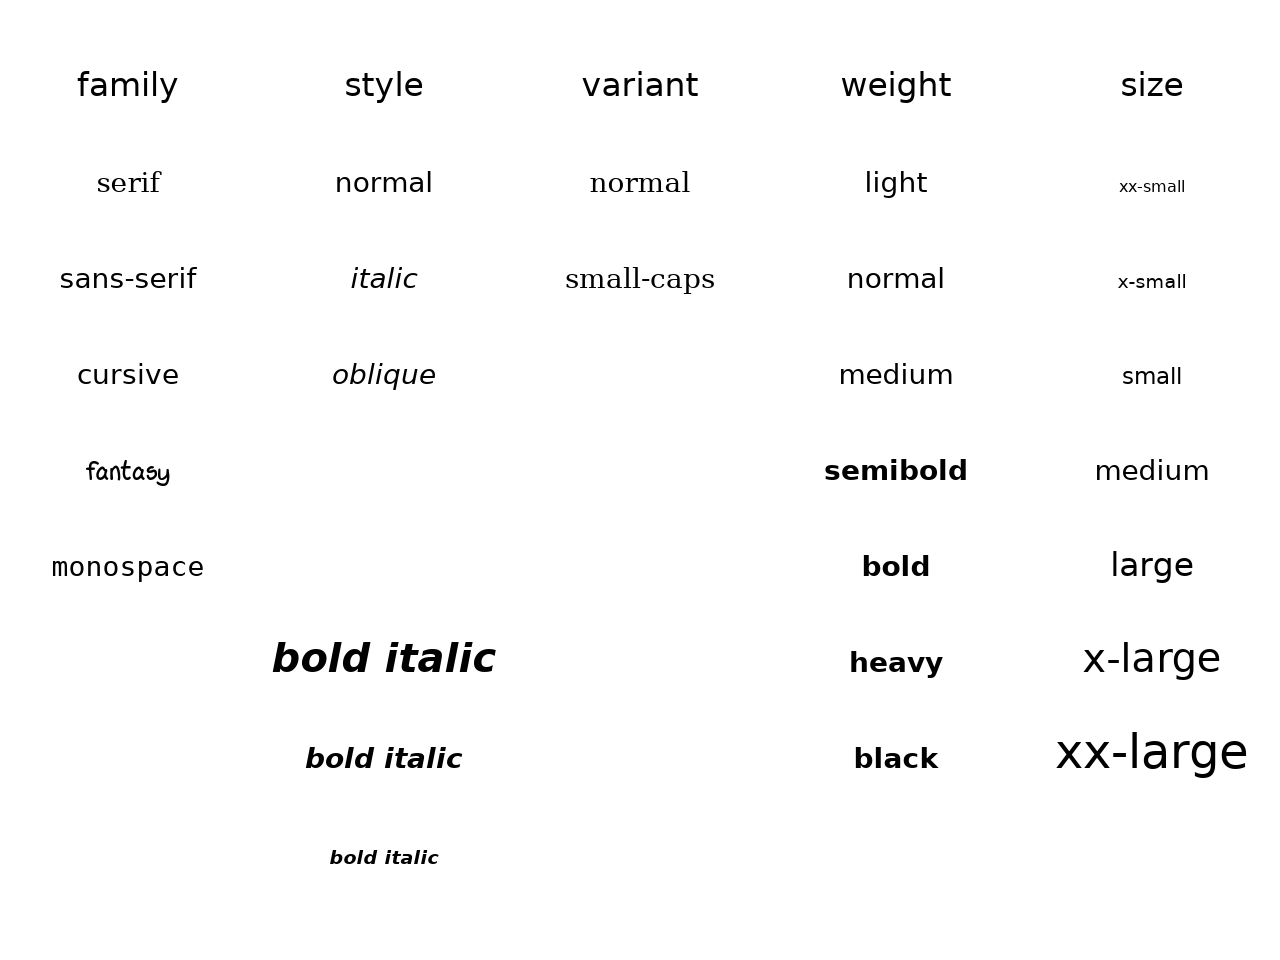 family style variant weight size
serif normal normal light xx-small
sans-serif italic small-caps normal x-small
cursive oblique medium small
fantasy semibold medium
monospace bold large
bold italic heavy x-large
bold italic black xx-large
bold italic